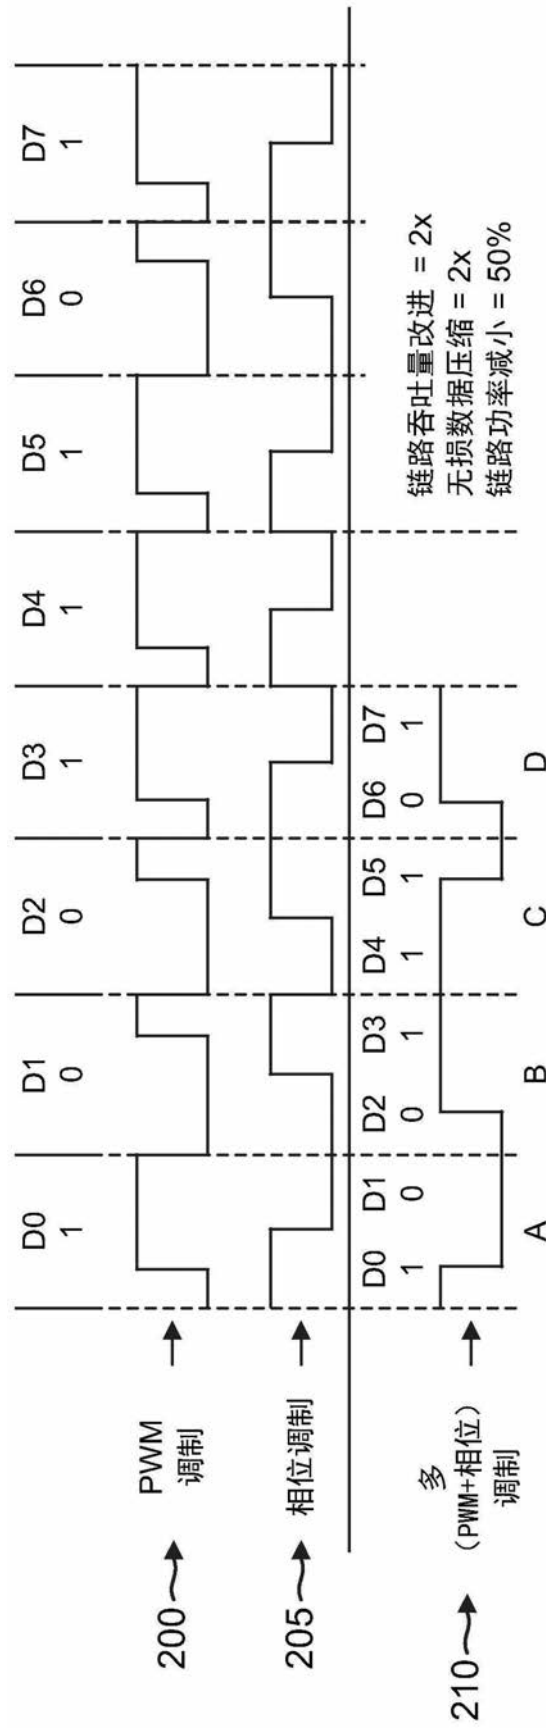 D0 D1 D2 D3 D4 D5 D6 D7
1 0 0 1 1 1 0 1
200 PWM
调制
205 相位调制
210 多
(PWM+相位)
调制
D0 D1 D2 D3 D4 D5 D6 D7
1 0 0 1 1 1 0 1
A B C D
链路吞吐量改进 = 2x
无损数据压缩 = 2x
链路功率减小 = 50%